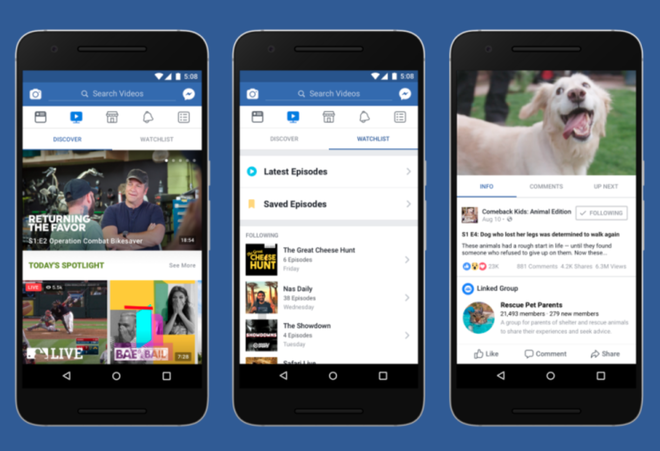 5:08
Search Videos
DISCOVER
WATCHLIST
RETURNING
THE FAVOR
S1:E2 Operation Combat Bikesaver
18:54
TODAY'S SPOTLIGHT
See More
LIVE
5.5k
LIVE
BAE BAIL
7:28
5:08
Search Videos
DISCOVER
WATCHLIST
Latest Episodes
Saved Episodes
FOLLOWING
The Great Cheese Hunt
6 Episodes
Friday
THE GREAT
CHEESE
HUNT
Nas Daily
38 Episodes
Wednesday
The Showdown
4 Episodes
Tuesday
SHOWDOWN
Safari Live
INFO
COMMENTS
UP NEXT
Comeback Kids: Animal Edition
Aug 10
FOLLOWING
S1 E4: Dog who lost her legs was determined to walk again
These animals had a rough start in life — until they found
someone who refused to give up on them. Now these...
23K
881 Comments 4.2K Shares 6.5M Views
Linked Group
Rescue Pet Parents
21,493 members · 279 new members
A group for parents of shelter and rescue animals
to share their experiences and seek advice.
Like
Comment
Share